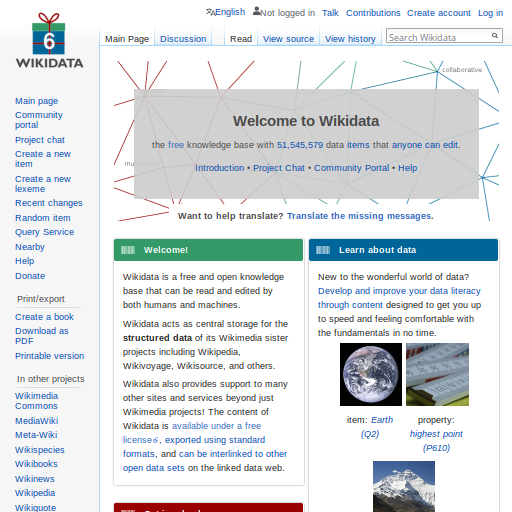 English Not logged in Talk Contributions Create account Log in
6
WIKIDATA
Main Page Discussion Read View source View history Search Wikidata
collaborative
Welcome to Wikidata
the free knowledge base with 51,545,579 data items that anyone can edit.
Introduction • Project Chat • Community Portal • Help
Want to help translate? Translate the missing messages.
Main page
Community
portal
Project chat
Create a new
item
Create a new
lexeme
Recent changes
Random item
Query Service
Nearby
Help
Donate
Print/export
Create a book
Download as
PDF
Printable version
In other projects
Wikimedia
Commons
MediaWiki
Meta-Wiki
Wikispecies
Wikibooks
Wikinews
Wikipedia
Wikiquote
Welcome!
Wikidata is a free and open knowledge
base that can be read and edited by
both humans and machines.
Wikidata acts as central storage for the
structured data of its Wikimedia sister
projects including Wikipedia,
Wikivoyage, Wikisource, and others.
Wikidata also provides support to many
other sites and services beyond just
Wikimedia projects! The content of
Wikidata is available under a free
license, exported using standard
formats, and can be interlinked to other
open data sets on the linked data web.
Learn about data
New to the wonderful world of data?
Develop and improve your data literacy
through content designed to get you up
to speed and feeling comfortable with
the fundamentals in no time.
item: Earth
(Q2)
property:
highest point
(P610)